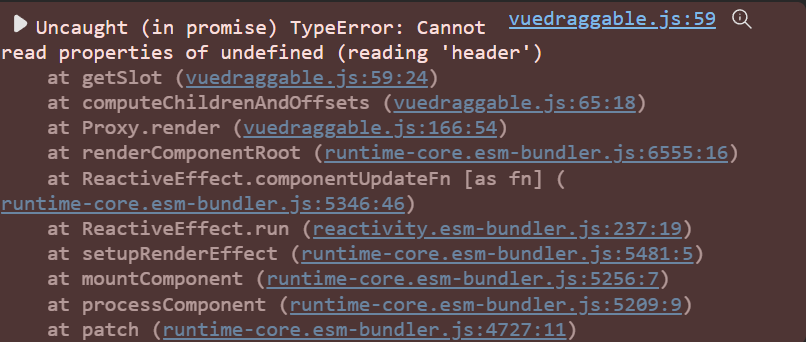 Uncaught (in promise) TypeError: Cannot vuedraggable.js:59
read properties of undefined (reading 'header')
at getSlot (vuedraggable.js:59:24)
at computeChildrenAndOffsets (vuedraggable.js:65:18)
at Proxy.render (vuedraggable.js:166:54)
at renderComponentRoot (runtime-core.esm-bundler.js:6555:16)
at ReactiveEffect.componentUpdateFn [as fn] (
runtime-core.esm-bundler.js:5346:46)
at ReactiveEffect.run (reactivity.esm-bundler.js:237:19)
at setupRenderEffect (runtime-core.esm-bundler.js:5481:5)
at mountComponent (runtime-core.esm-bundler.js:5256:7)
at processComponent (runtime-core.esm-bundler.js:5209:9)
at patch (runtime-core.esm-bundler.js:4727:11)